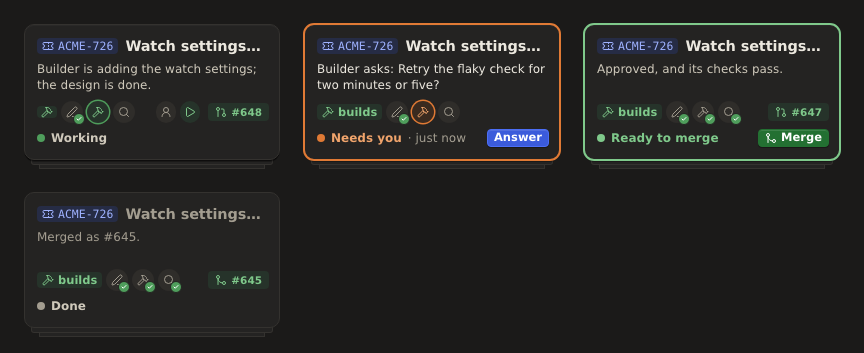 ACME-726 Watch settings…
Builder is adding the watch settings;
the design is done.
#648
Working
ACME-726 Watch settings…
Builder asks: Retry the flaky check for
two minutes or five?
builds
Needs you · just now Answer
ACME-726 Watch settings…
Approved, and its checks pass.
builds #647
Ready to merge Merge
ACME-726 Watch settings…
Merged as #645.
builds #645
Done